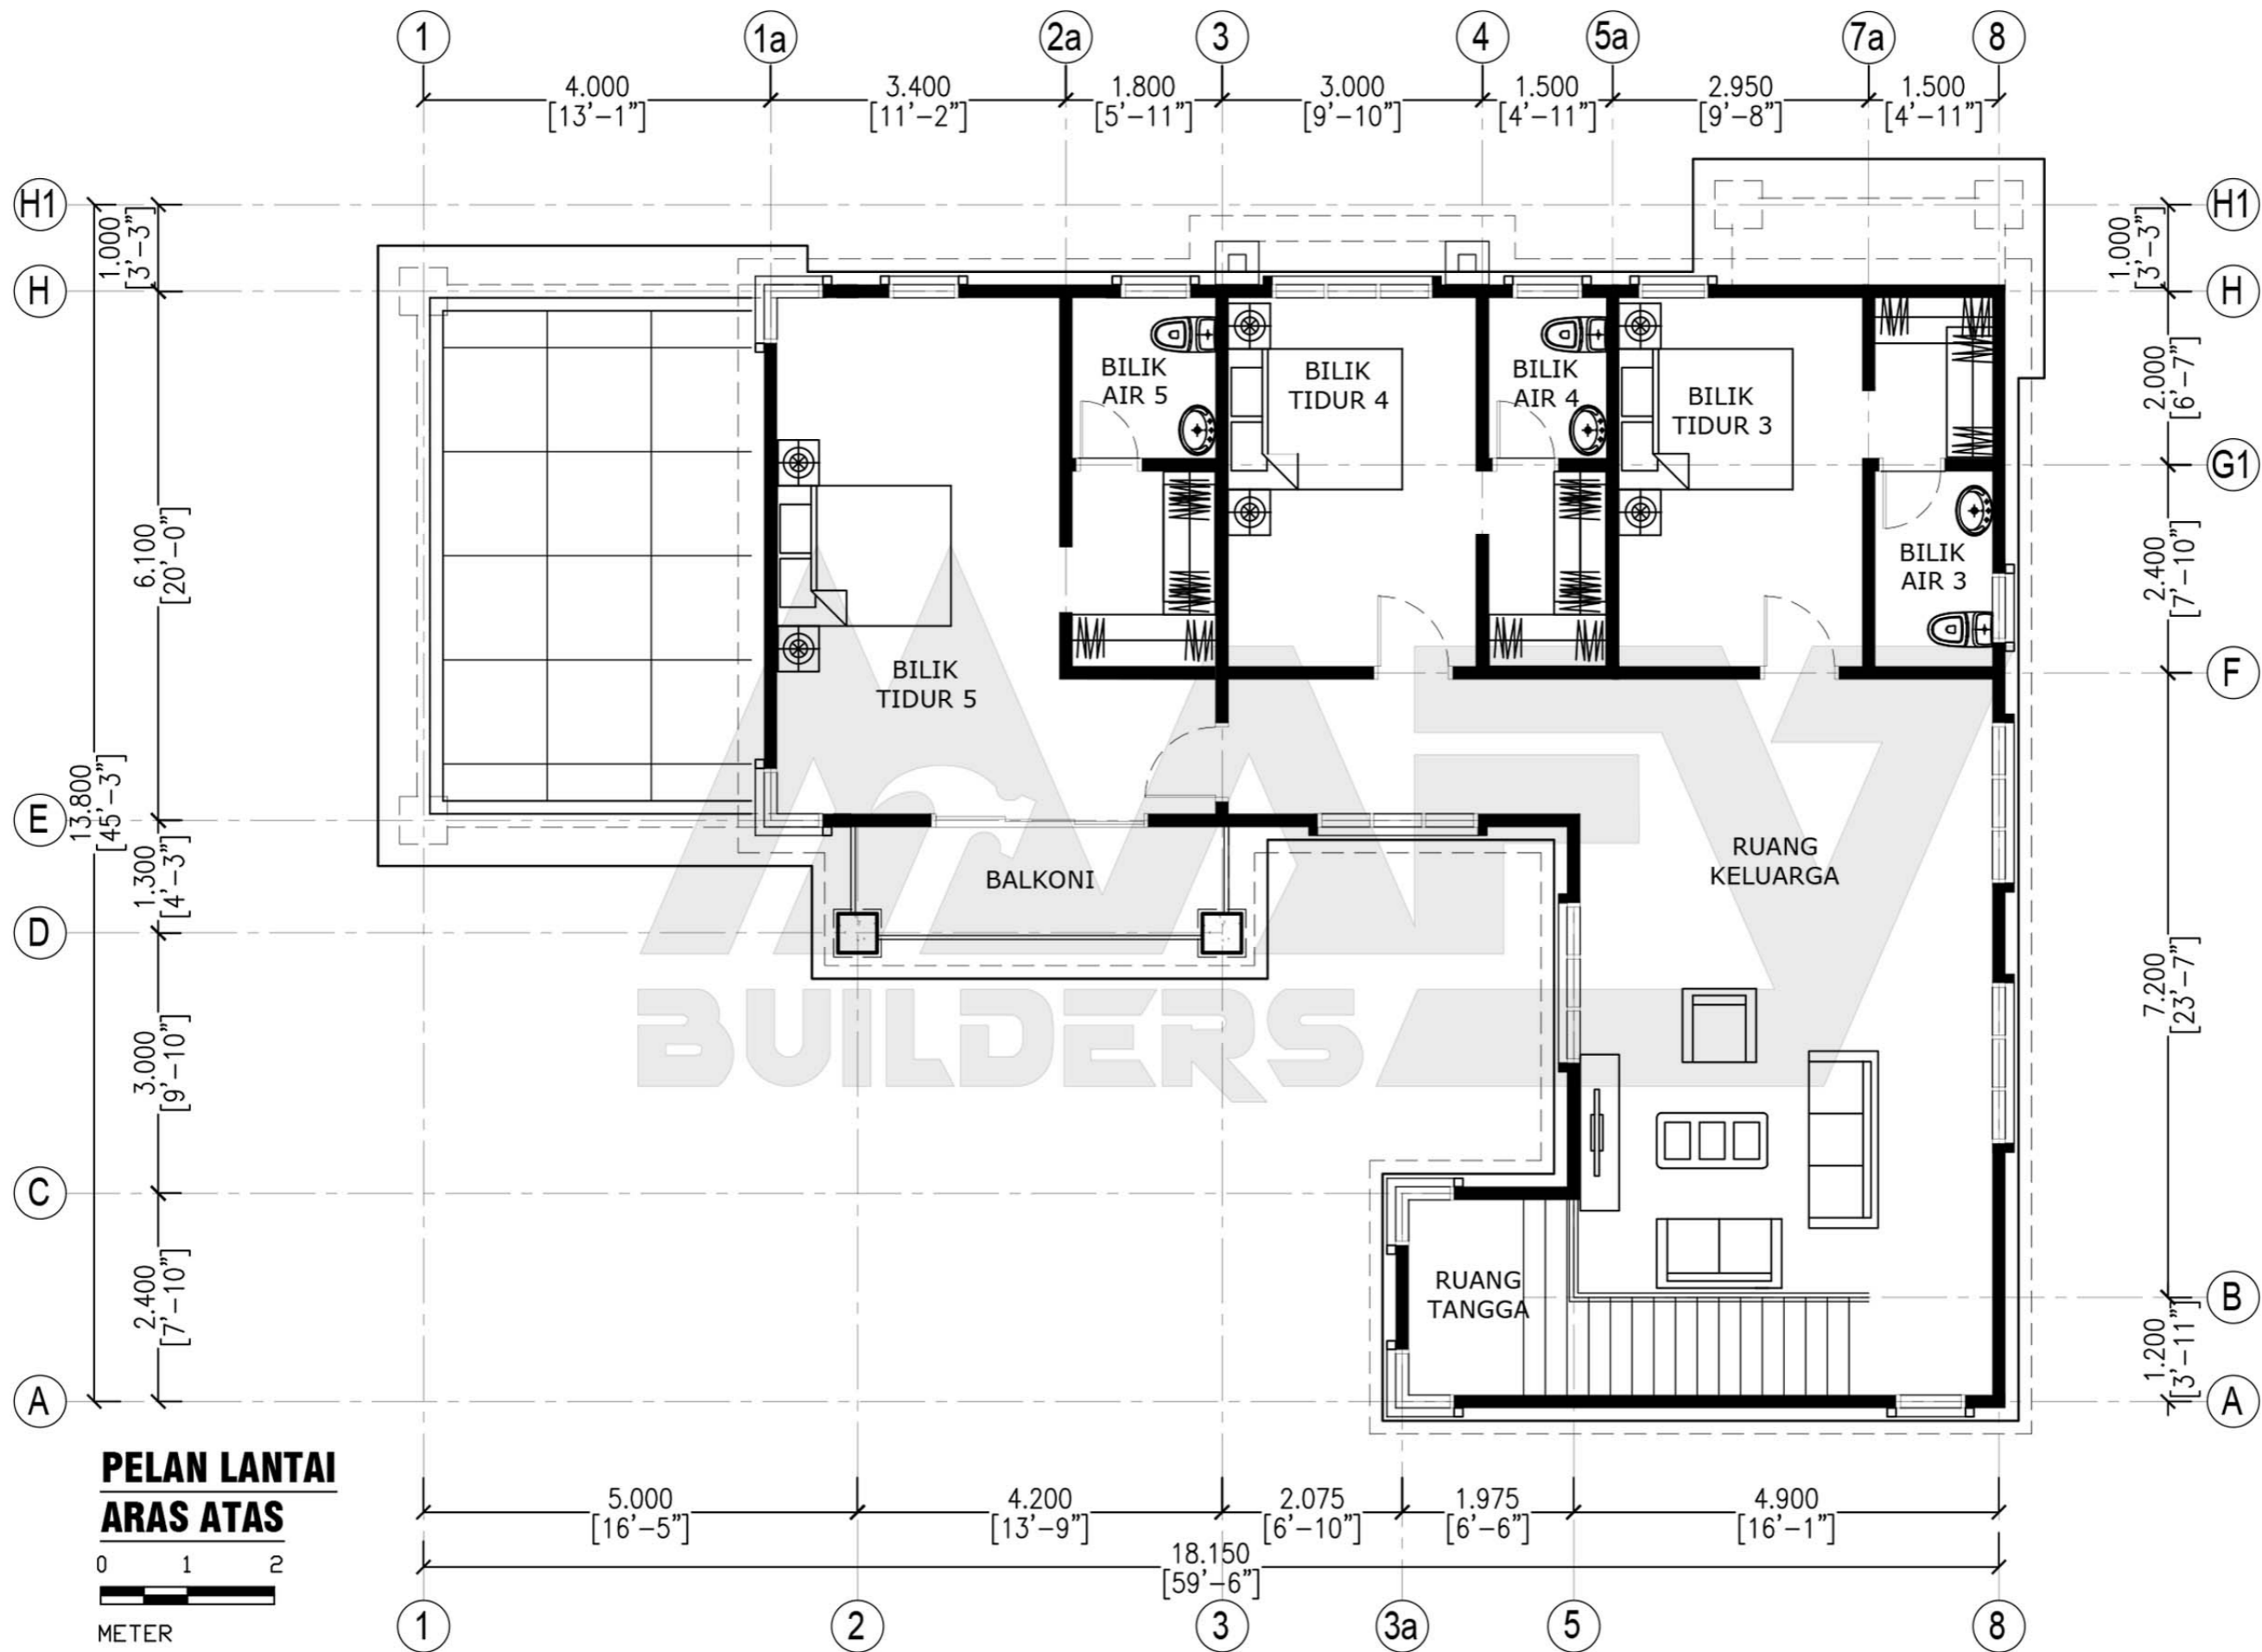 1 1a 2a 3 4 5a 7a 8
4.000 3.400 1.800 3.000 1.500 2.950 1.500
[13'-1"] [11'-2"] [5'-11"] [9'-10"] [4'-11"] [9'-8"] [4'-11"]
H1
H
E
D
C
A
1.000
[3'-3"]
6.100
[20'-0"]
13.800
[45'-3"]
1.300
[4'-3"]
3.000
[9'-10"]
2.400
[7'-10"]
BILIK
AIR 5
BILIK
TIDUR 4
BILIK
AIR 4
BILIK
TIDUR 3
BILIK
AIR 3
BILIK
TIDUR 5
BALKONI
RUANG
KELUARGA
BUILDERS
RUANG
TANGGA
H1
H
G1
F
B
A
1.000
[3'-3"]
2.000
[6'-7"]
2.400
[7'-10"]
7.200
[23'-7"]
1.200
[3'-11"]
PELAN LANTAI
ARAS ATAS
0 1 2
METER
5.000 4.200 2.075 1.975 4.900
[16'-5"] [13'-9"] [6'-10"] [6'-6"] [16'-1"]
18.150
[59'-6"]
1 2 3 3a 5 8